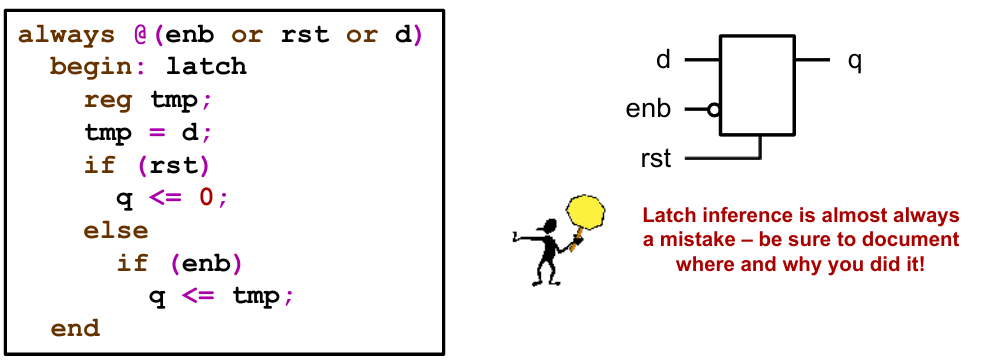 always @(enb or rst or d)
begin: latch
reg tmp;
tmp = d;
if (rst)
q <= 0;
else
if (enb)
q <= tmp;
end
d
q
enb
rst
Latch inference is almost always
a mistake – be sure to document
where and why you did it!